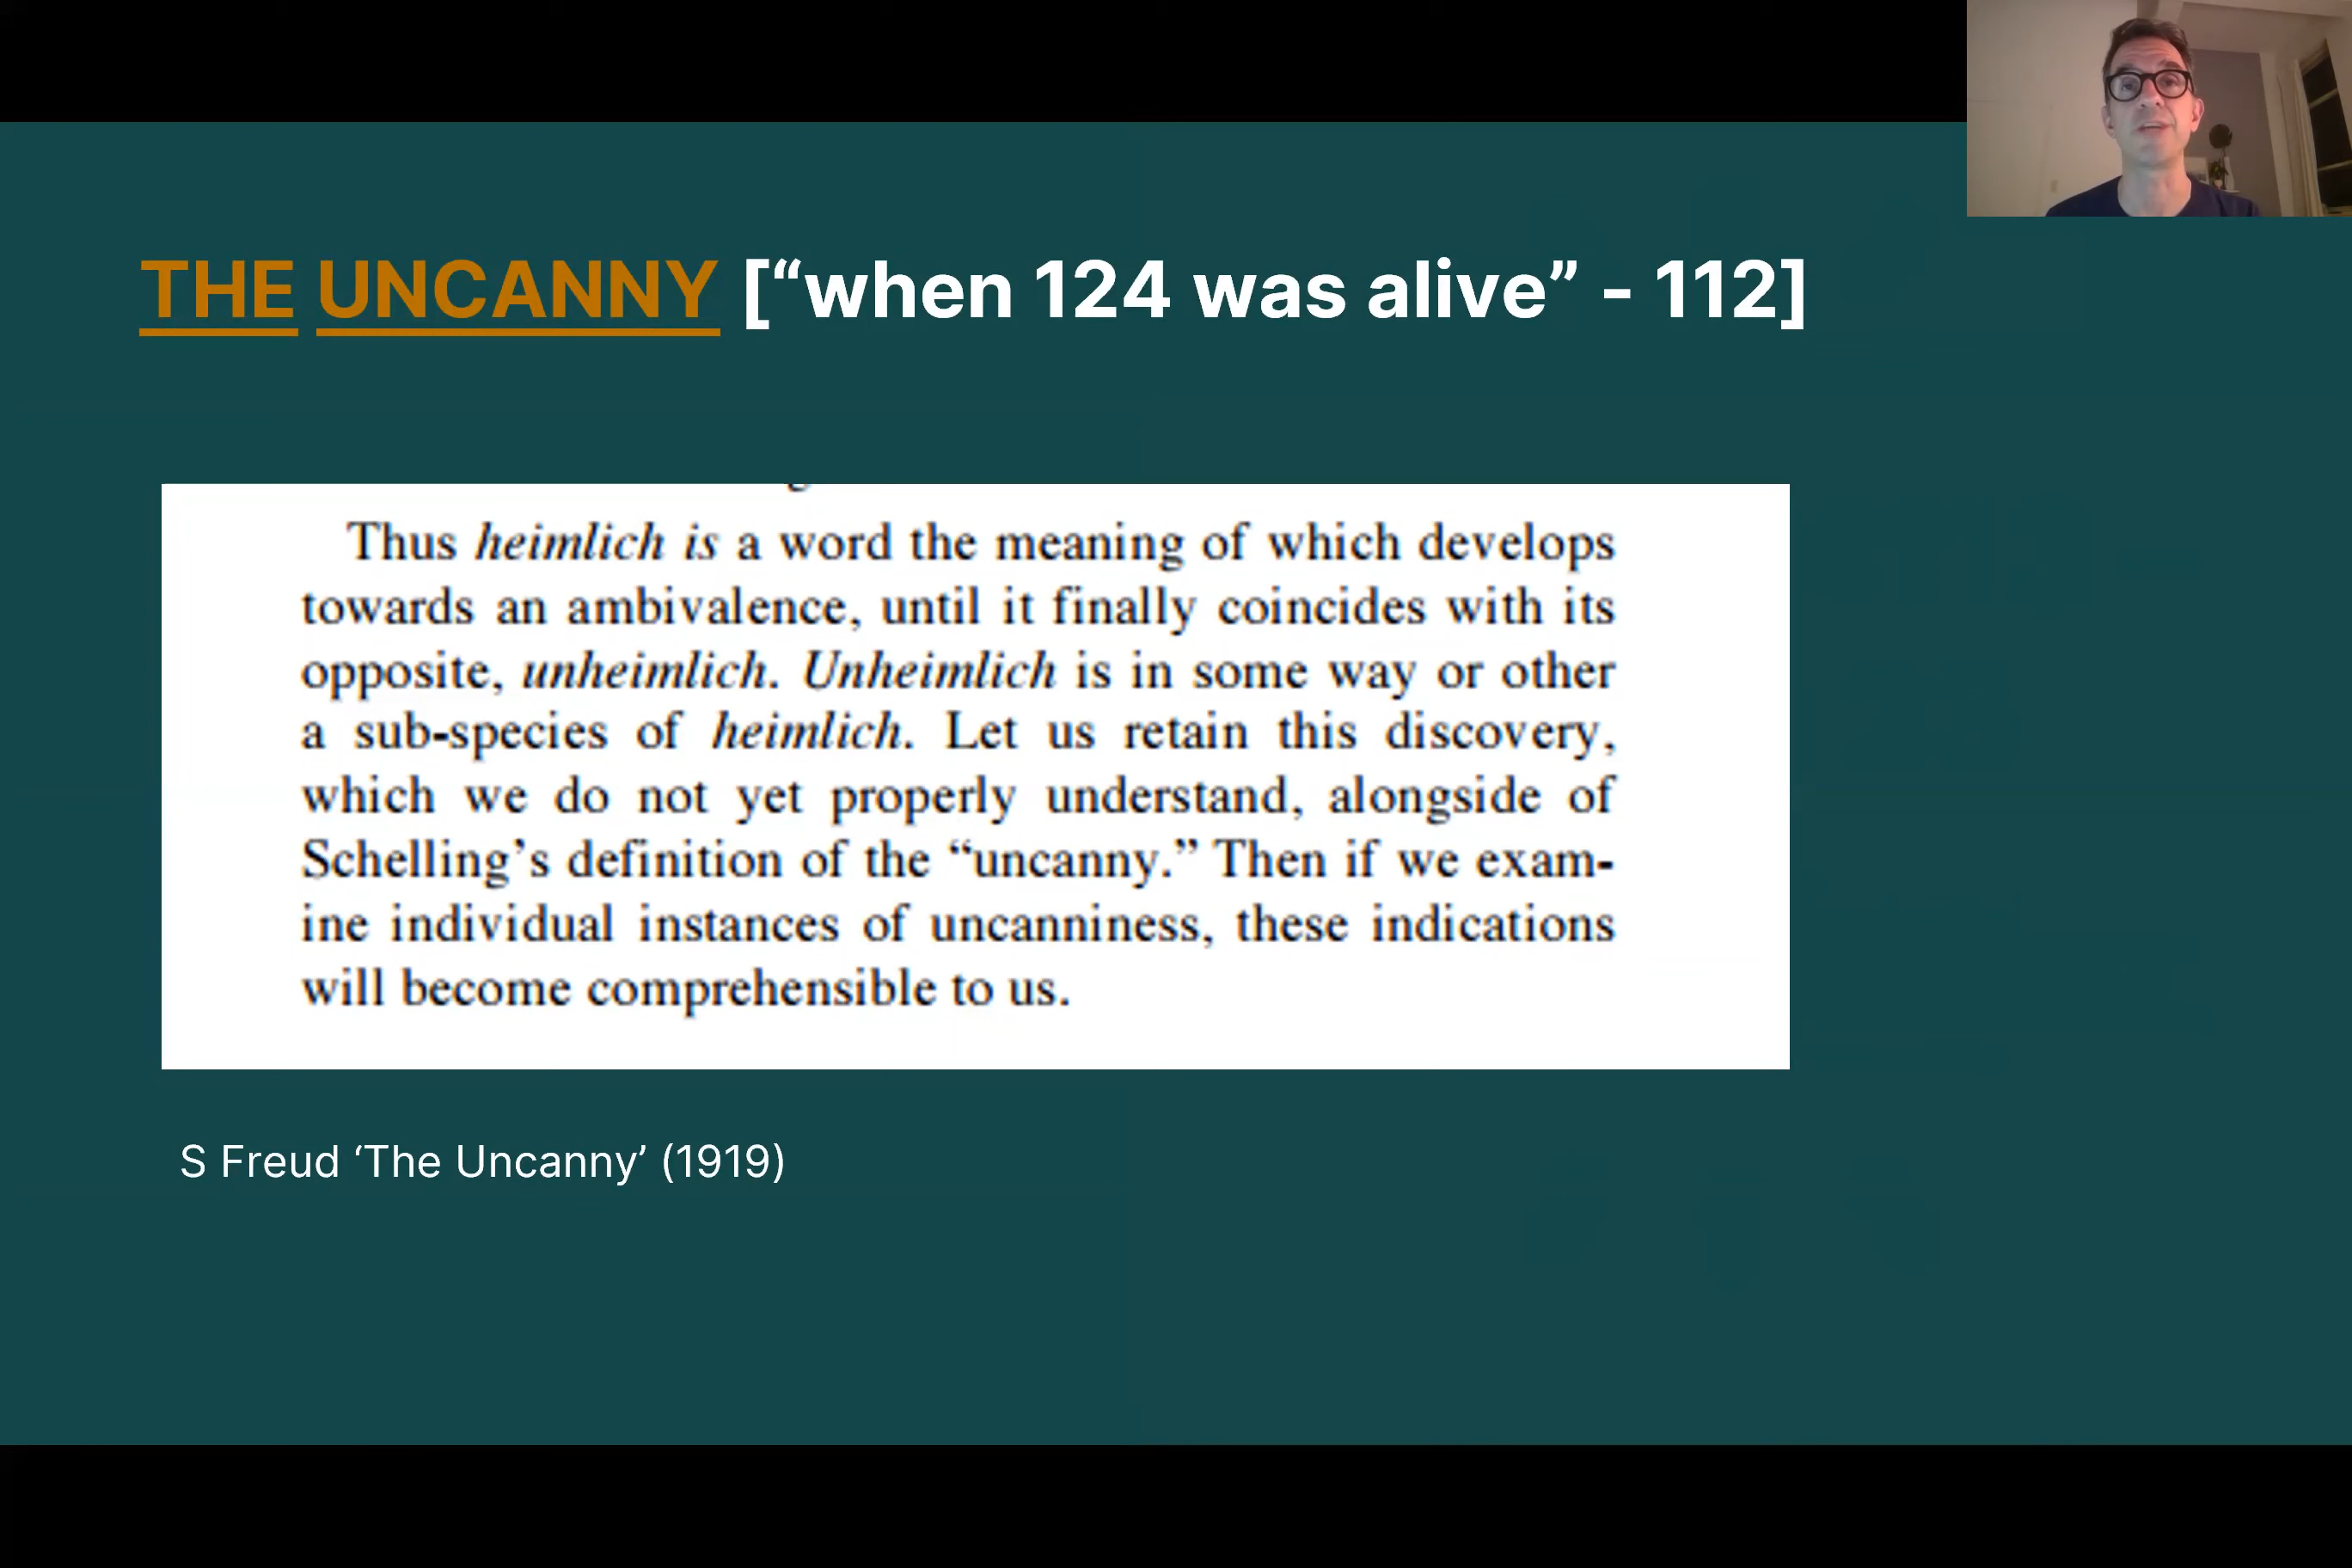 THE UNCANNY [“when 124 was alive” - 112]
Thus heimlich is a word the meaning of which develops
towards an ambivalence, until it finally coincides with its
opposite, unheimlich. Unheimlich is in some way or other
a sub-species of heimlich. Let us retain this discovery,
which we do not yet properly understand, alongside of
Schelling’s definition of the “uncanny.” Then if we exam-
ine individual instances of uncanniness, these indications
will become comprehensible to us.
S Freud ‘The Uncanny’ (1919)